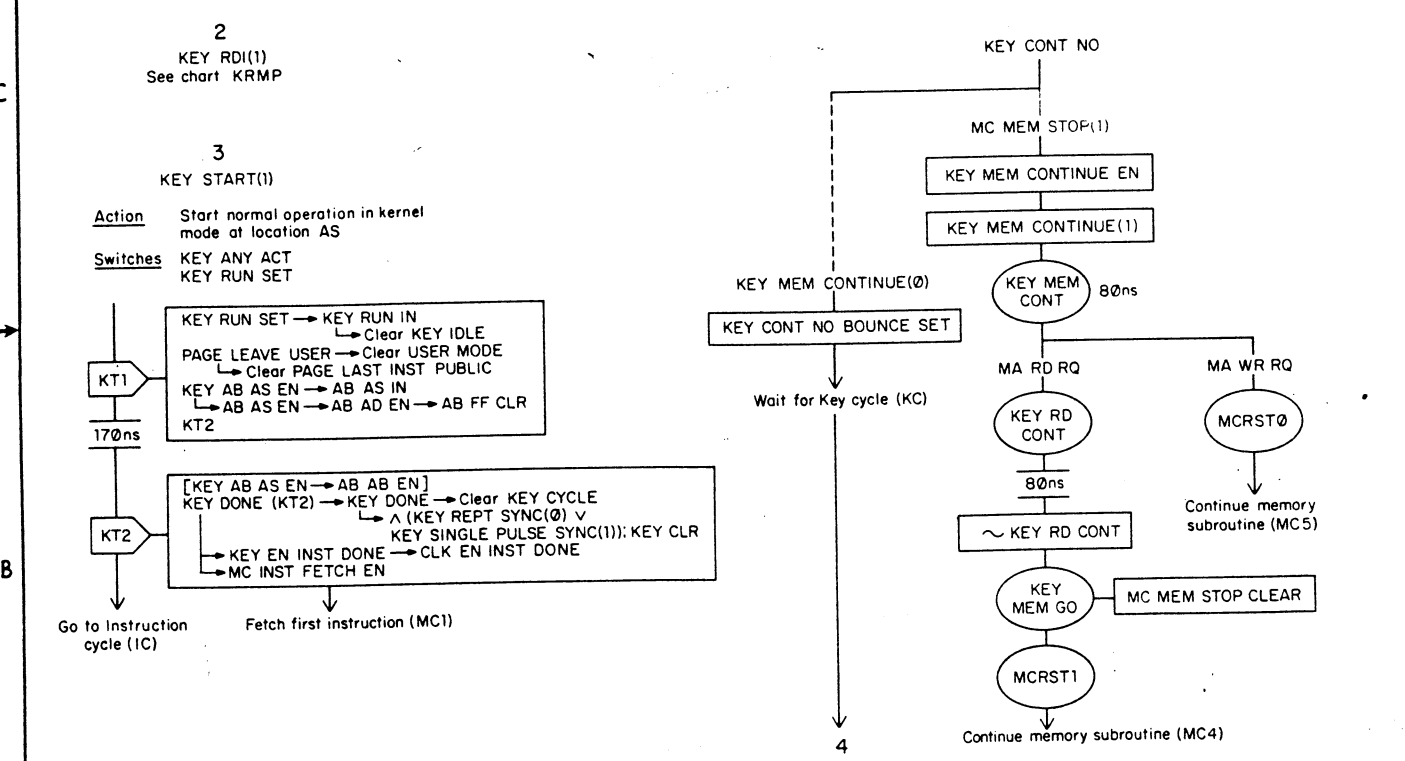 C
2
KEY RDI(1)
See chart KRMP
3
KEY START(1)
Action Start normal operation in kernel
mode at location AS
Switches KEY ANY ACT
KEY RUN SET
KT1
KEY RUN SET → KEY RUN IN
↳ Clear KEY IDLE
PAGE LEAVE USER → Clear USER MODE
↳ Clear PAGE LAST INST PUBLIC
KEY AB AS EN → AB AS IN
↳ AB AS EN → AB AD EN → AB FF CLR
KT2
170ns
KT2
[KEY AB AS EN → AB AB EN]
KEY DONE (KT2) → KEY DONE → Clear KEY CYCLE
↳ ∧ (KEY REPT SYNC(0) ∨
KEY SINGLE PULSE SYNC(1)): KEY CLR
→ KEY EN INST DONE → CLK EN INST DONE
→ MC INST FETCH EN
B
Go to Instruction
cycle (IC)
Fetch first instruction (MC1)
KEY CONT NO
MC MEM STOP(1)
KEY MEM CONTINUE EN
KEY MEM CONTINUE(1)
KEY MEM CONTINUE(0)
KEY CONT NO BOUNCE SET
Wait for Key cycle (KC)
4
KEY MEM
CONT
80ns
MA RD RQ
KEY RD
CONT
80ns
~ KEY RD CONT
KEY
MEM GO
MC MEM STOP CLEAR
MCRST1
Continue memory subroutine (MC4)
MA WR RQ
MCRST0
Continue memory
subroutine (MC5)